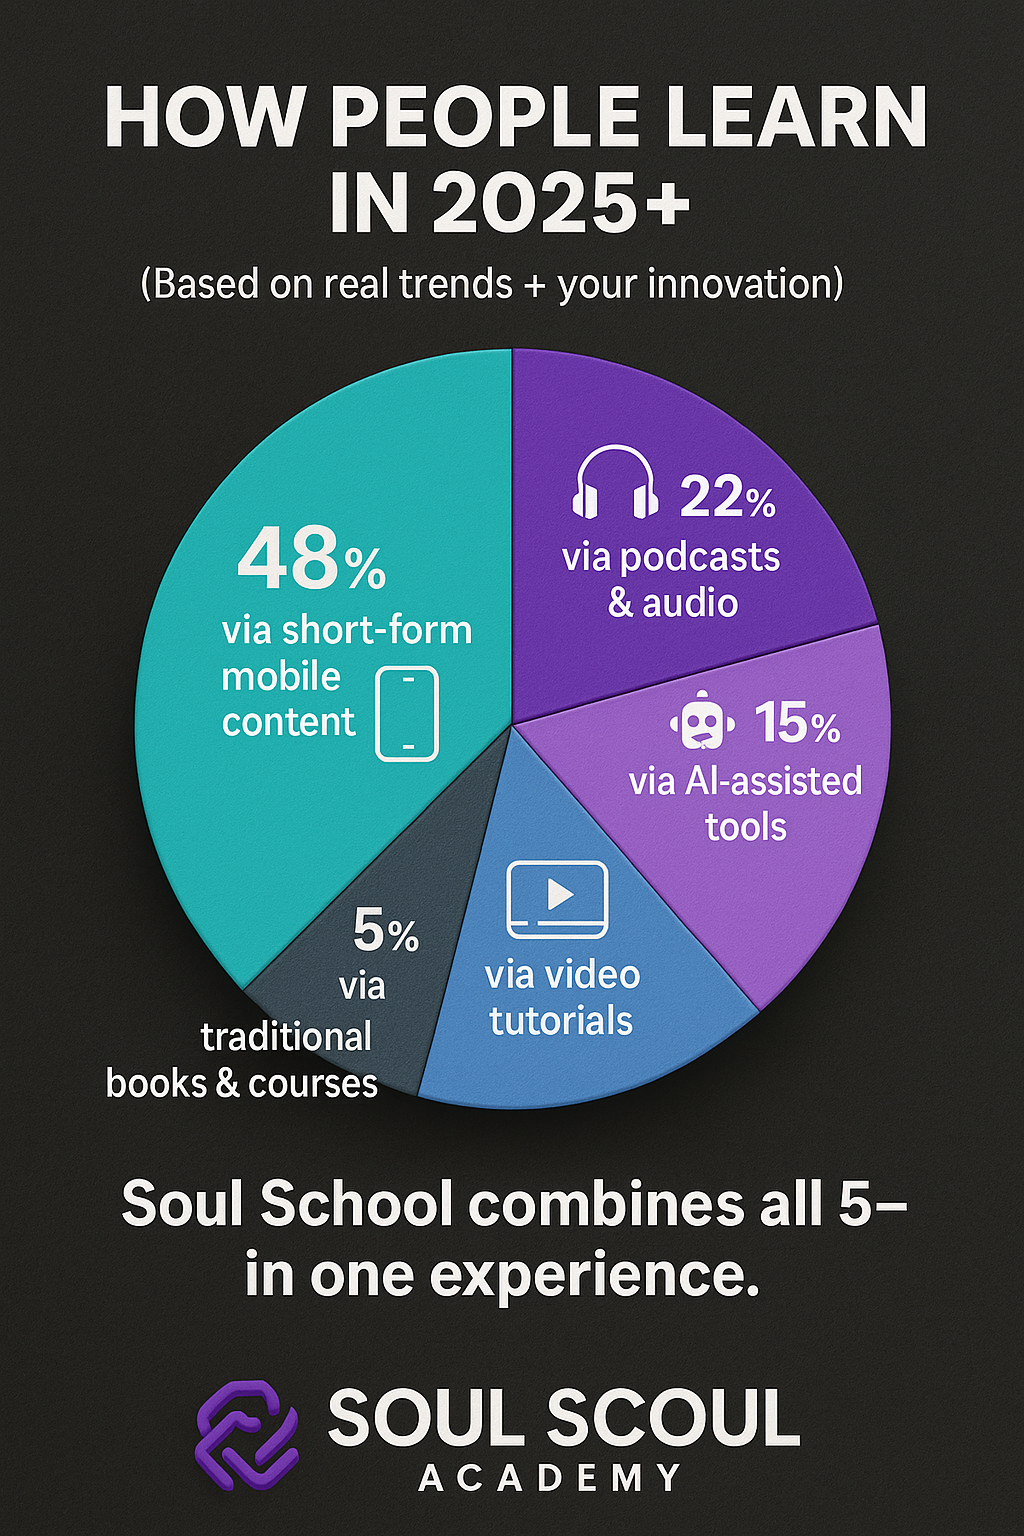 HOW PEOPLE LEARN
IN 2025+
(Based on real trends + your innovation)
48%
via short-form
mobile
content
22%
via podcasts
& audio
15%
via AI-assisted
tools
via video
tutorials
5%
via
traditional
books & courses
Soul School combines all 5–
in one experience.
SOUL SCOUL
ACADEMY